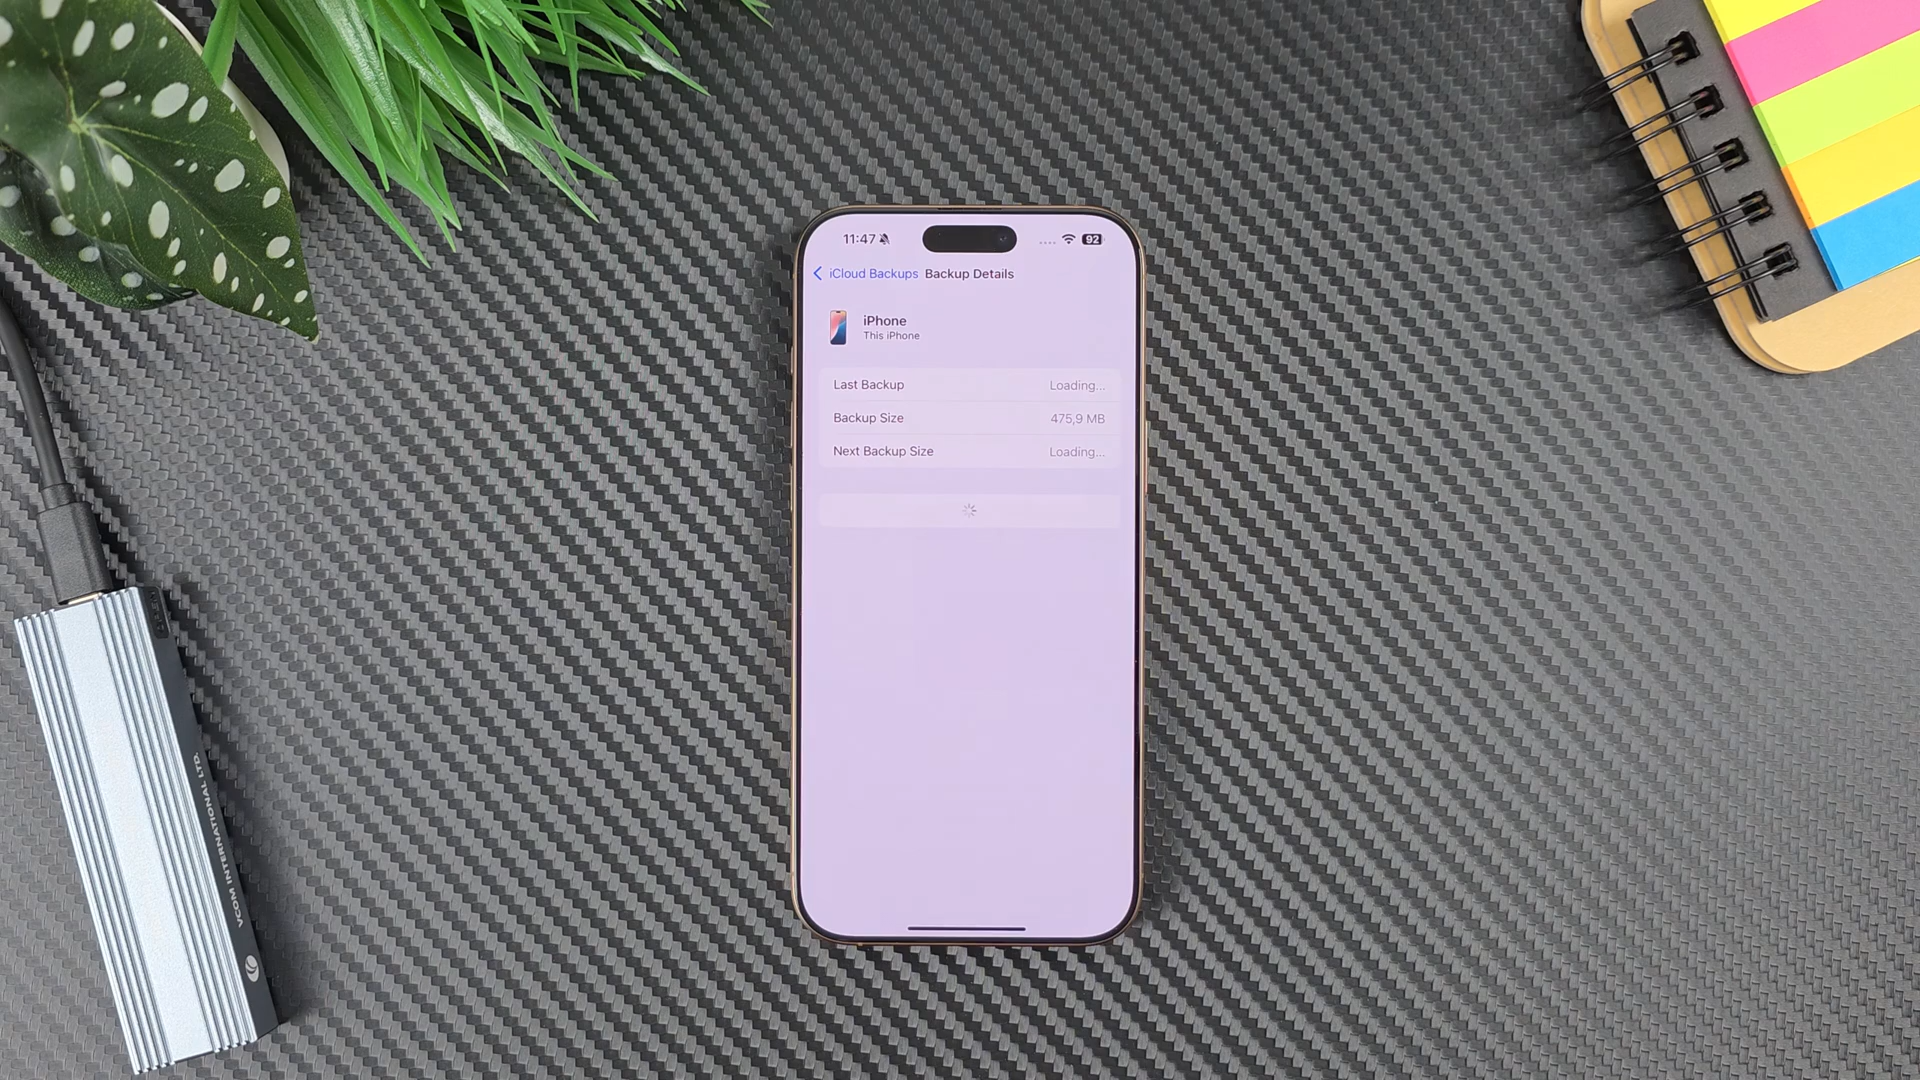 11:47
92
iCloud Backups Backup Details
iPhone
This iPhone
Last Backup Loading...
Backup Size 475,9 MB
Next Backup Size Loading...
VCOM INTERNATIONAL LTD.